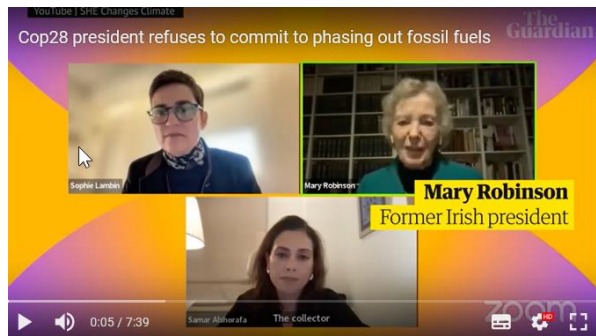 YouTube | SHE Changes Climate
The
Guardian
Cop28 president refuses to commit to phasing out fossil fuels
Sophie Lambin
Mary Robinson
Mary Robinson
Former Irish president
Samar Alshorafa
The collector
zoom
0:05 / 7:39
HD